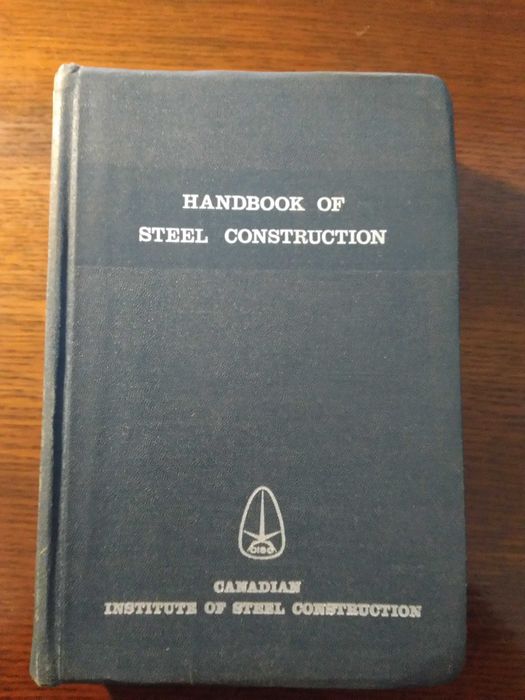 HANDBOOK OF
STEEL CONSTRUCTION
CISC
CANADIAN
INSTITUTE OF STEEL CONSTRUCTION